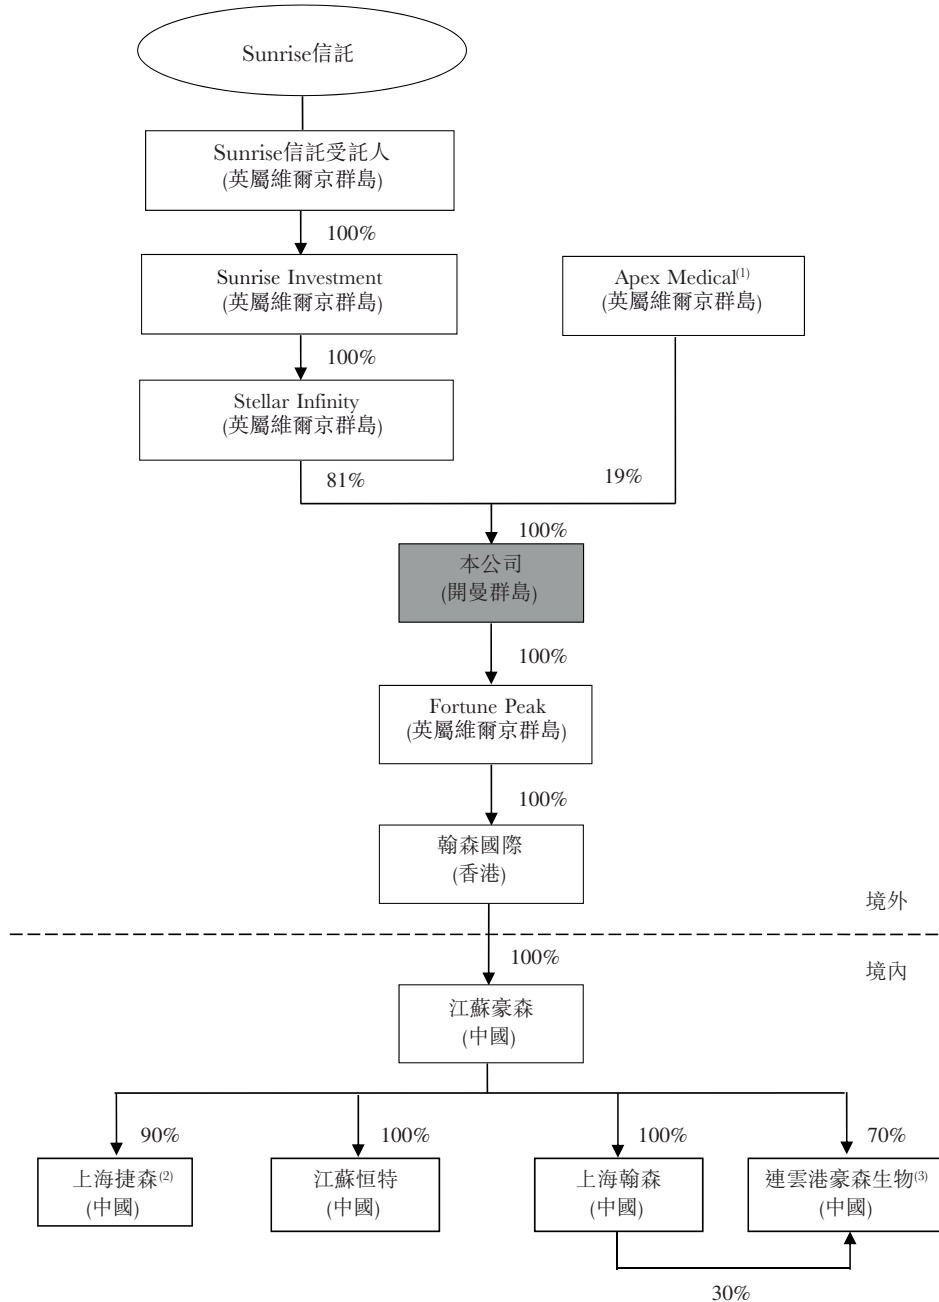 Sunrise信託
Sunrise信託受託人
(英屬維爾京群島)
100%
Sunrise Investment
(英屬維爾京群島)
Apex Medical(1)
(英屬維爾京群島)
100%
Stellar Infinity
(英屬維爾京群島)
81%
19%
100%
本公司
(開曼群島)
100%
Fortune Peak
(英屬維爾京群島)
100%
翰森國際
(香港)
境外
100%
境內
江蘇豪森
(中國)
90%
100%
100%
70%
上海捷森(2)
(中國)
江蘇恒特
(中國)
上海翰森
(中國)
連雲港豪森生物(3)
(中國)
30%